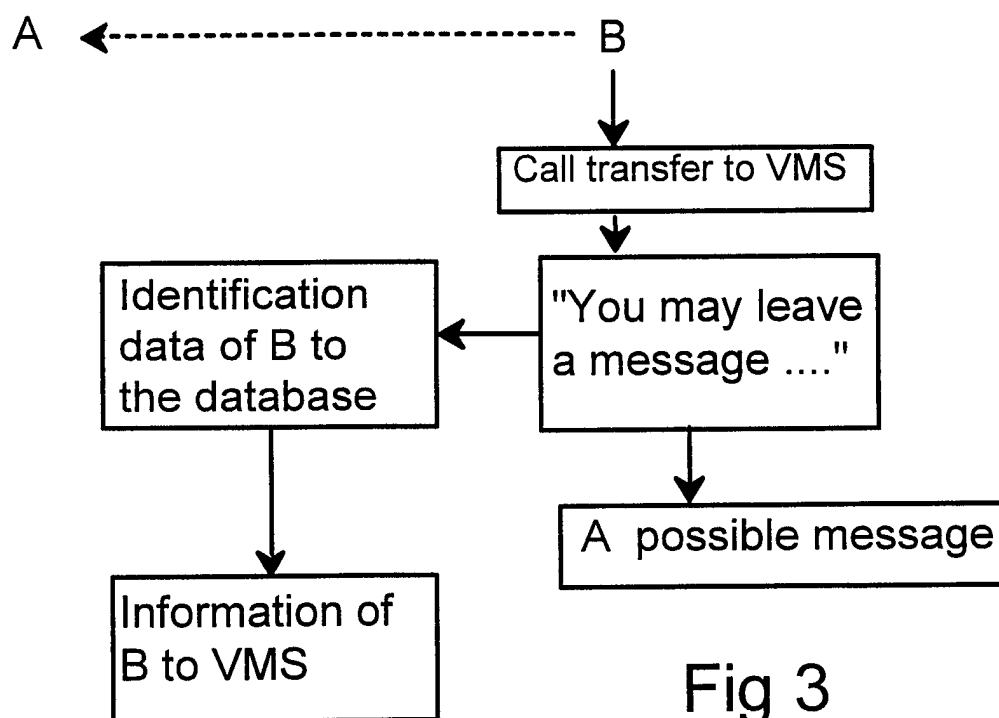 A B
Call transfer to VMS
Identification
data of B to
the database
"You may leave
a message ...."
A possible message
Information of
B to VMS
Fig 3